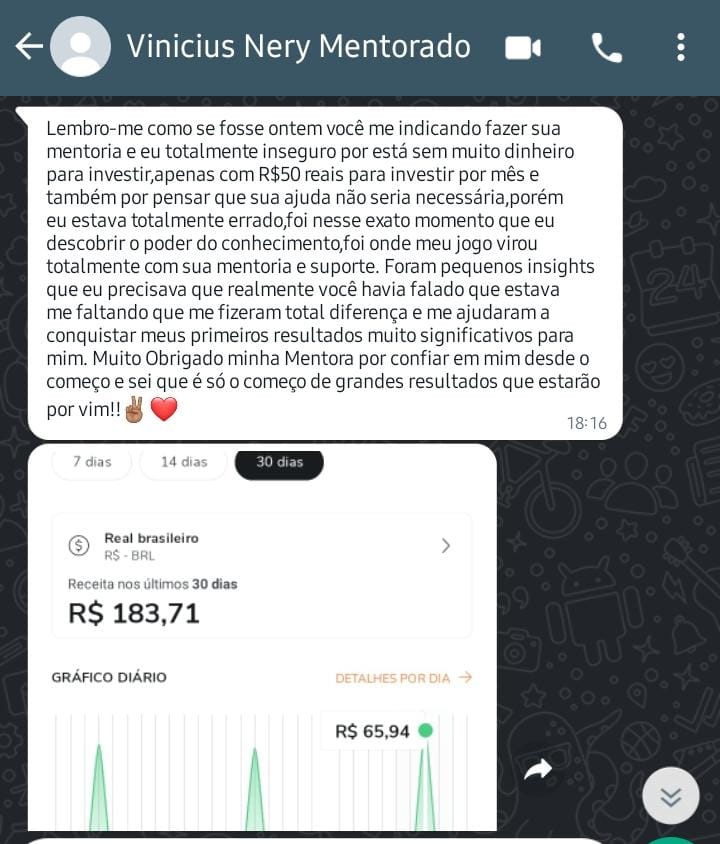 Vinicius Nery Mentorado
Lembro-me como se fosse ontem você me indicando fazer sua
mentoria e eu totalmente inseguro por está sem muito dinheiro
para investir,apenas com R$50 reais para investir por mês e
também por pensar que sua ajuda não seria necessária,porém
eu estava totalmente errado,foi nesse exato momento que eu
descobrir o poder do conhecimento,foi onde meu jogo virou
totalmente com sua mentoria e suporte. Foram pequenos insights
que eu precisava que realmente você havia falado que estava
me faltando que me fizeram total diferença e me ajudaram a
conquistar meus primeiros resultados muito significativos para
mim. Muito Obrigado minha Mentora por confiar em mim desde o
começo e sei que é só o começo de grandes resultados que estarão
por vim!!✌🏽❤️
18:16
7 dias 14 dias 30 dias
Real brasileiro
R$ - BRL
Receita nos últimos 30 dias
R$ 183,71
GRÁFICO DIÁRIO DETALHES POR DIA →
R$ 65,94